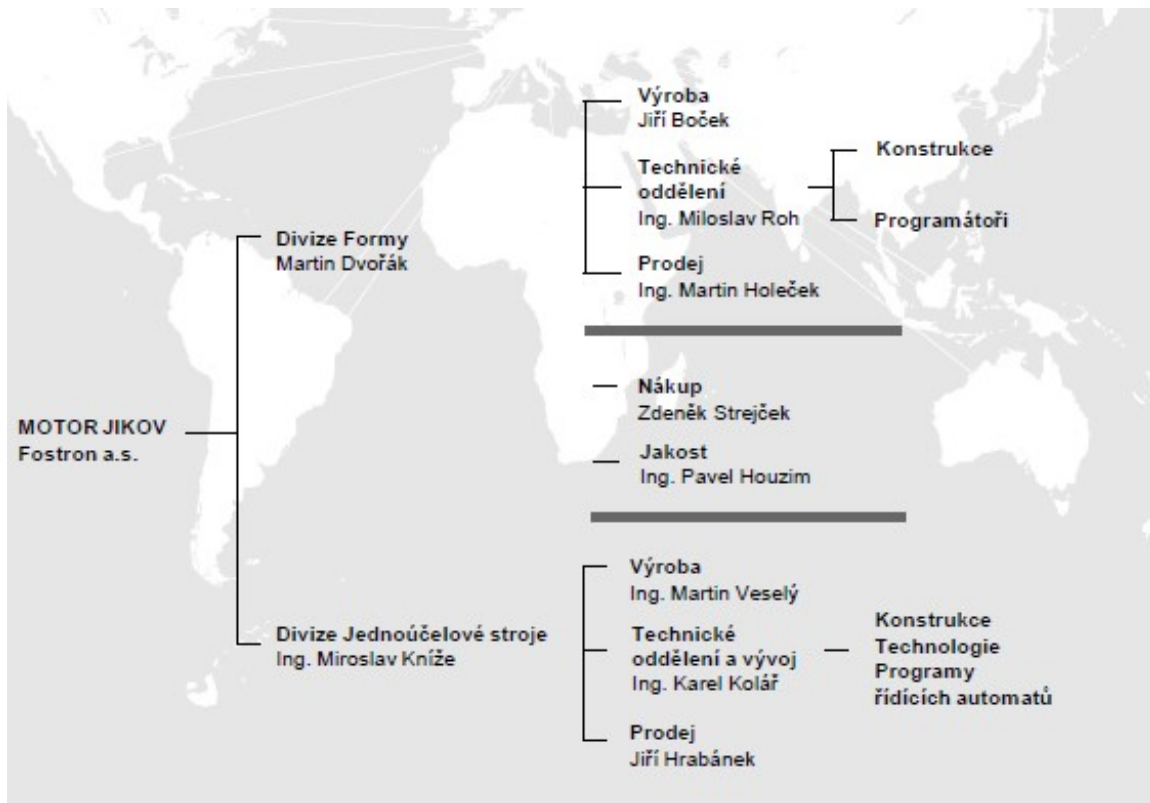 MOTOR JIKOV
Fostron a.s.
Divize Formy
Martin Dvořák
Výroba
Jiří Boček
Technické
oddělení
Ing. Miloslav Roh
Konstrukce
Programátoři
Prodej
Ing. Martin Holeček
Nákup
Zdeněk Strejček
Jakost
Ing. Pavel Houzim
Divize Jednoúčelové stroje
Ing. Miroslav Kníže
Výroba
Ing. Martin Veselý
Technické
oddělení a vývoj
Ing. Karel Kolář
Konstrukce
Technologie
Programy
řídících automatů
Prodej
Jiří Hrabánek